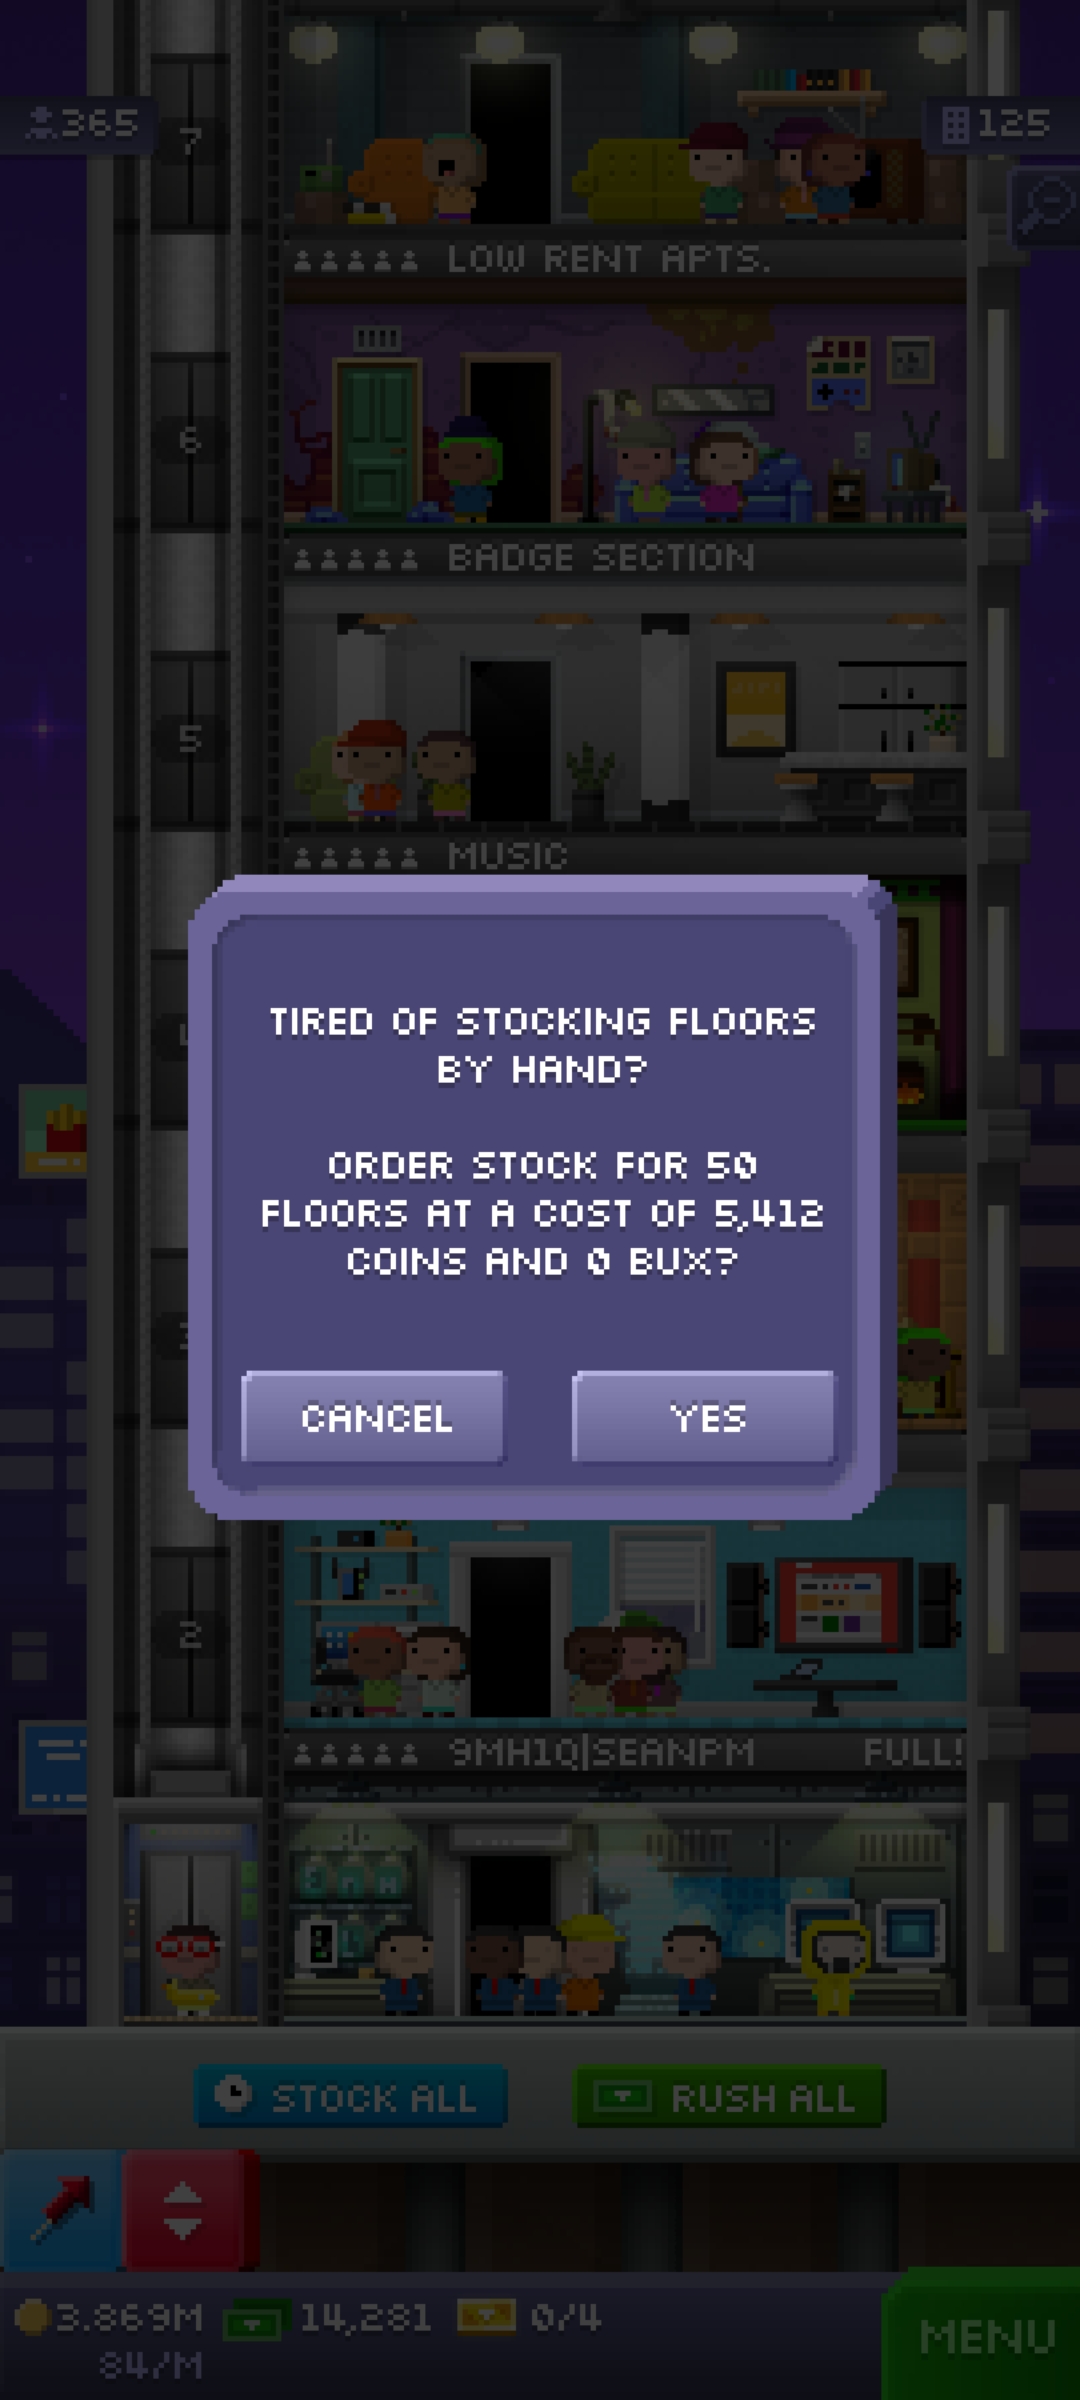 365
125
7
LOW RENT APTS.
6
BADGE SECTION
5
MUSIC
TIRED OF STOCKING FLOORS
BY HAND?
ORDER STOCK FOR 50
FLOORS AT A COST OF 5,412
COINS AND 0 BUX?
CANCEL
YES
2
9MH1Q|SEANPM
FULL!
STOCK ALL
RUSH ALL
3.869M
14,281
0/4
84/M
MENU